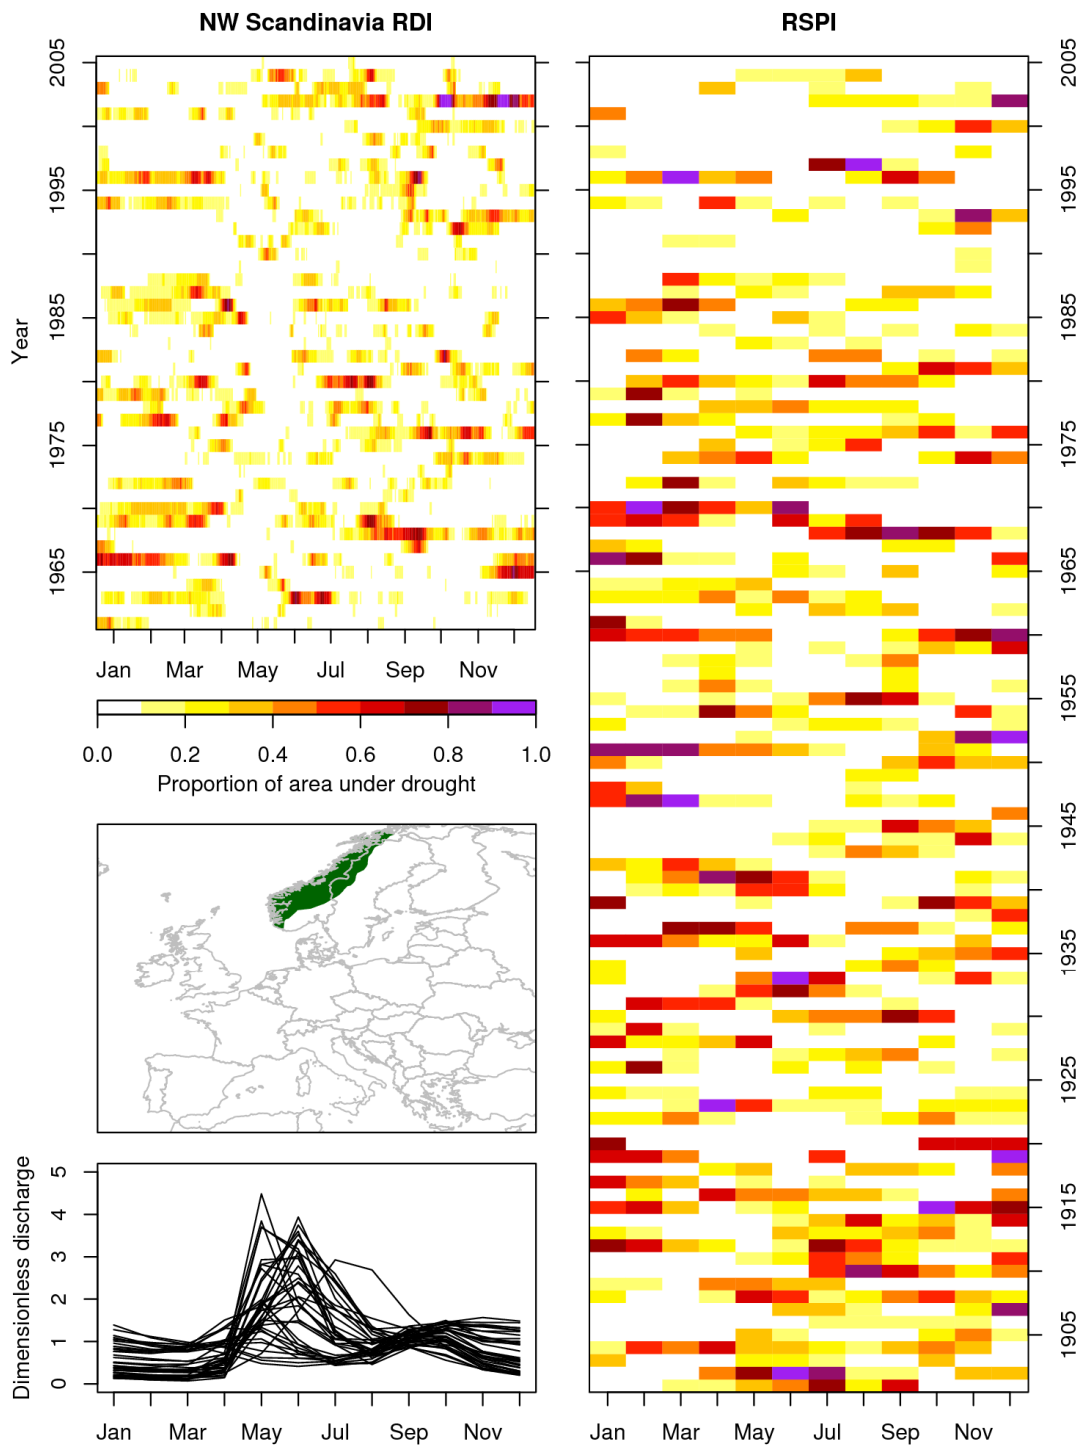 NW Scandinavia RDI
RSPI
Year
2005
1995
1985
1975
1965
Jan Mar May Jul Sep Nov
0.0 0.2 0.4 0.6 0.8 1.0
Proportion of area under drought
Dimensionless discharge
5
4
3
2
1
0
Jan Mar May Jul Sep Nov
2005
1995
1985
1975
1965
1955
1945
1935
1925
1915
1905
Jan Mar May Jul Sep Nov